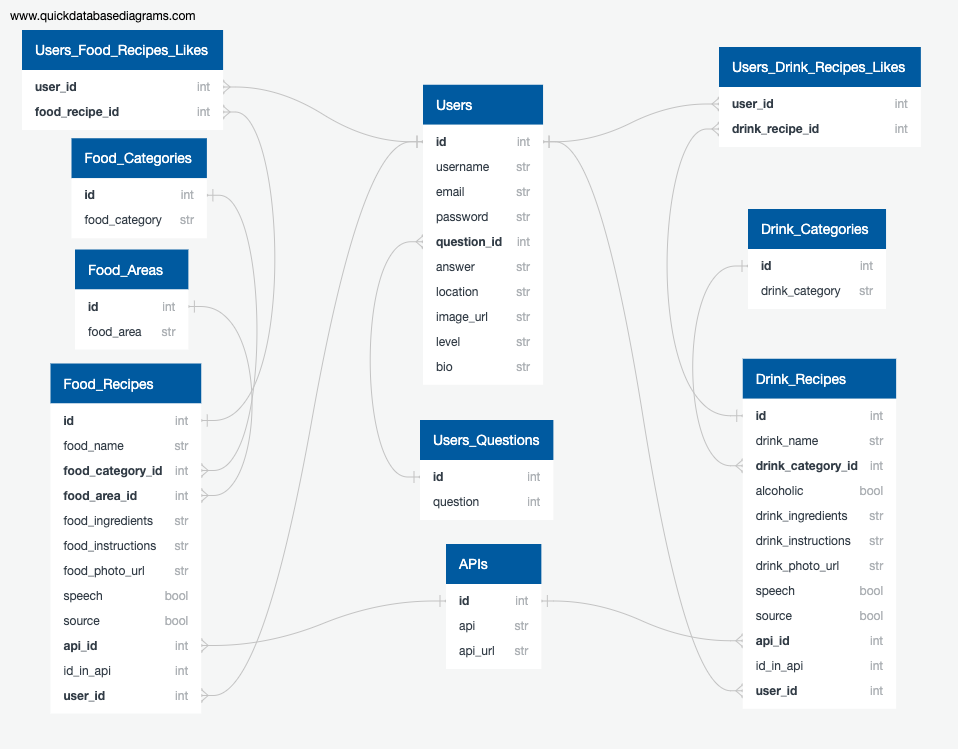 www.quickdatabasediagrams.com
Users_Food_Recipes_Likes
user_id int
food_recipe_id int
Food_Categories
id int
food_category str
Food_Areas
id int
food_area str
Food_Recipes
id int
food_name str
food_category_id int
food_area_id int
food_ingredients str
food_instructions str
food_photo_url str
speech bool
source bool
api_id int
id_in_api int
user_id int
Users
id int
username str
email str
password str
question_id int
answer str
location str
image_url str
level str
bio str
Users_Questions
id int
question int
APIs
id int
api str
api_url str
Users_Drink_Recipes_Likes
user_id int
drink_recipe_id int
Drink_Categories
id int
drink_category str
Drink_Recipes
id int
drink_name str
drink_category_id int
alcoholic bool
drink_ingredients str
drink_instructions str
drink_photo_url str
speech bool
source bool
api_id int
id_in_api int
user_id int